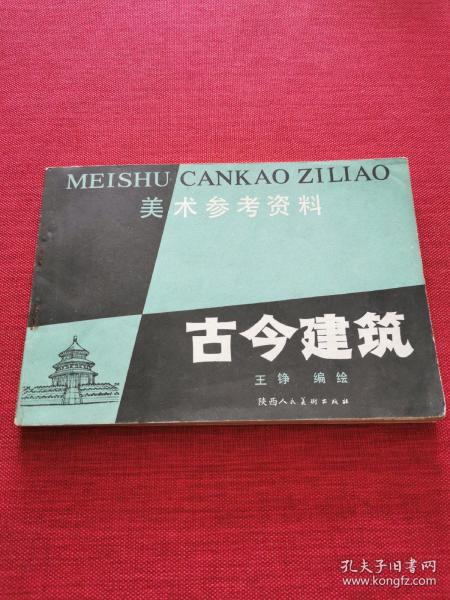 MEISHU CANKAO ZILIAO
美术参考资料
古今建筑
王铮 编绘
陕西人民美术出版社
孔夫子旧书网
www.kongfz.com